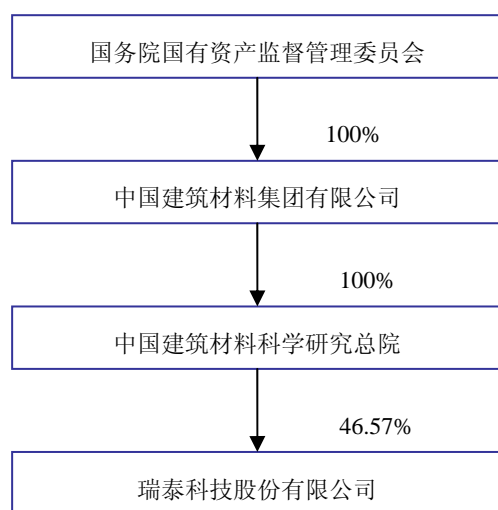 国务院国有资产监督管理委员会
100%
中国建筑材料集团有限公司
100%
中国建筑材料科学研究总院
46.57%
瑞泰科技股份有限公司